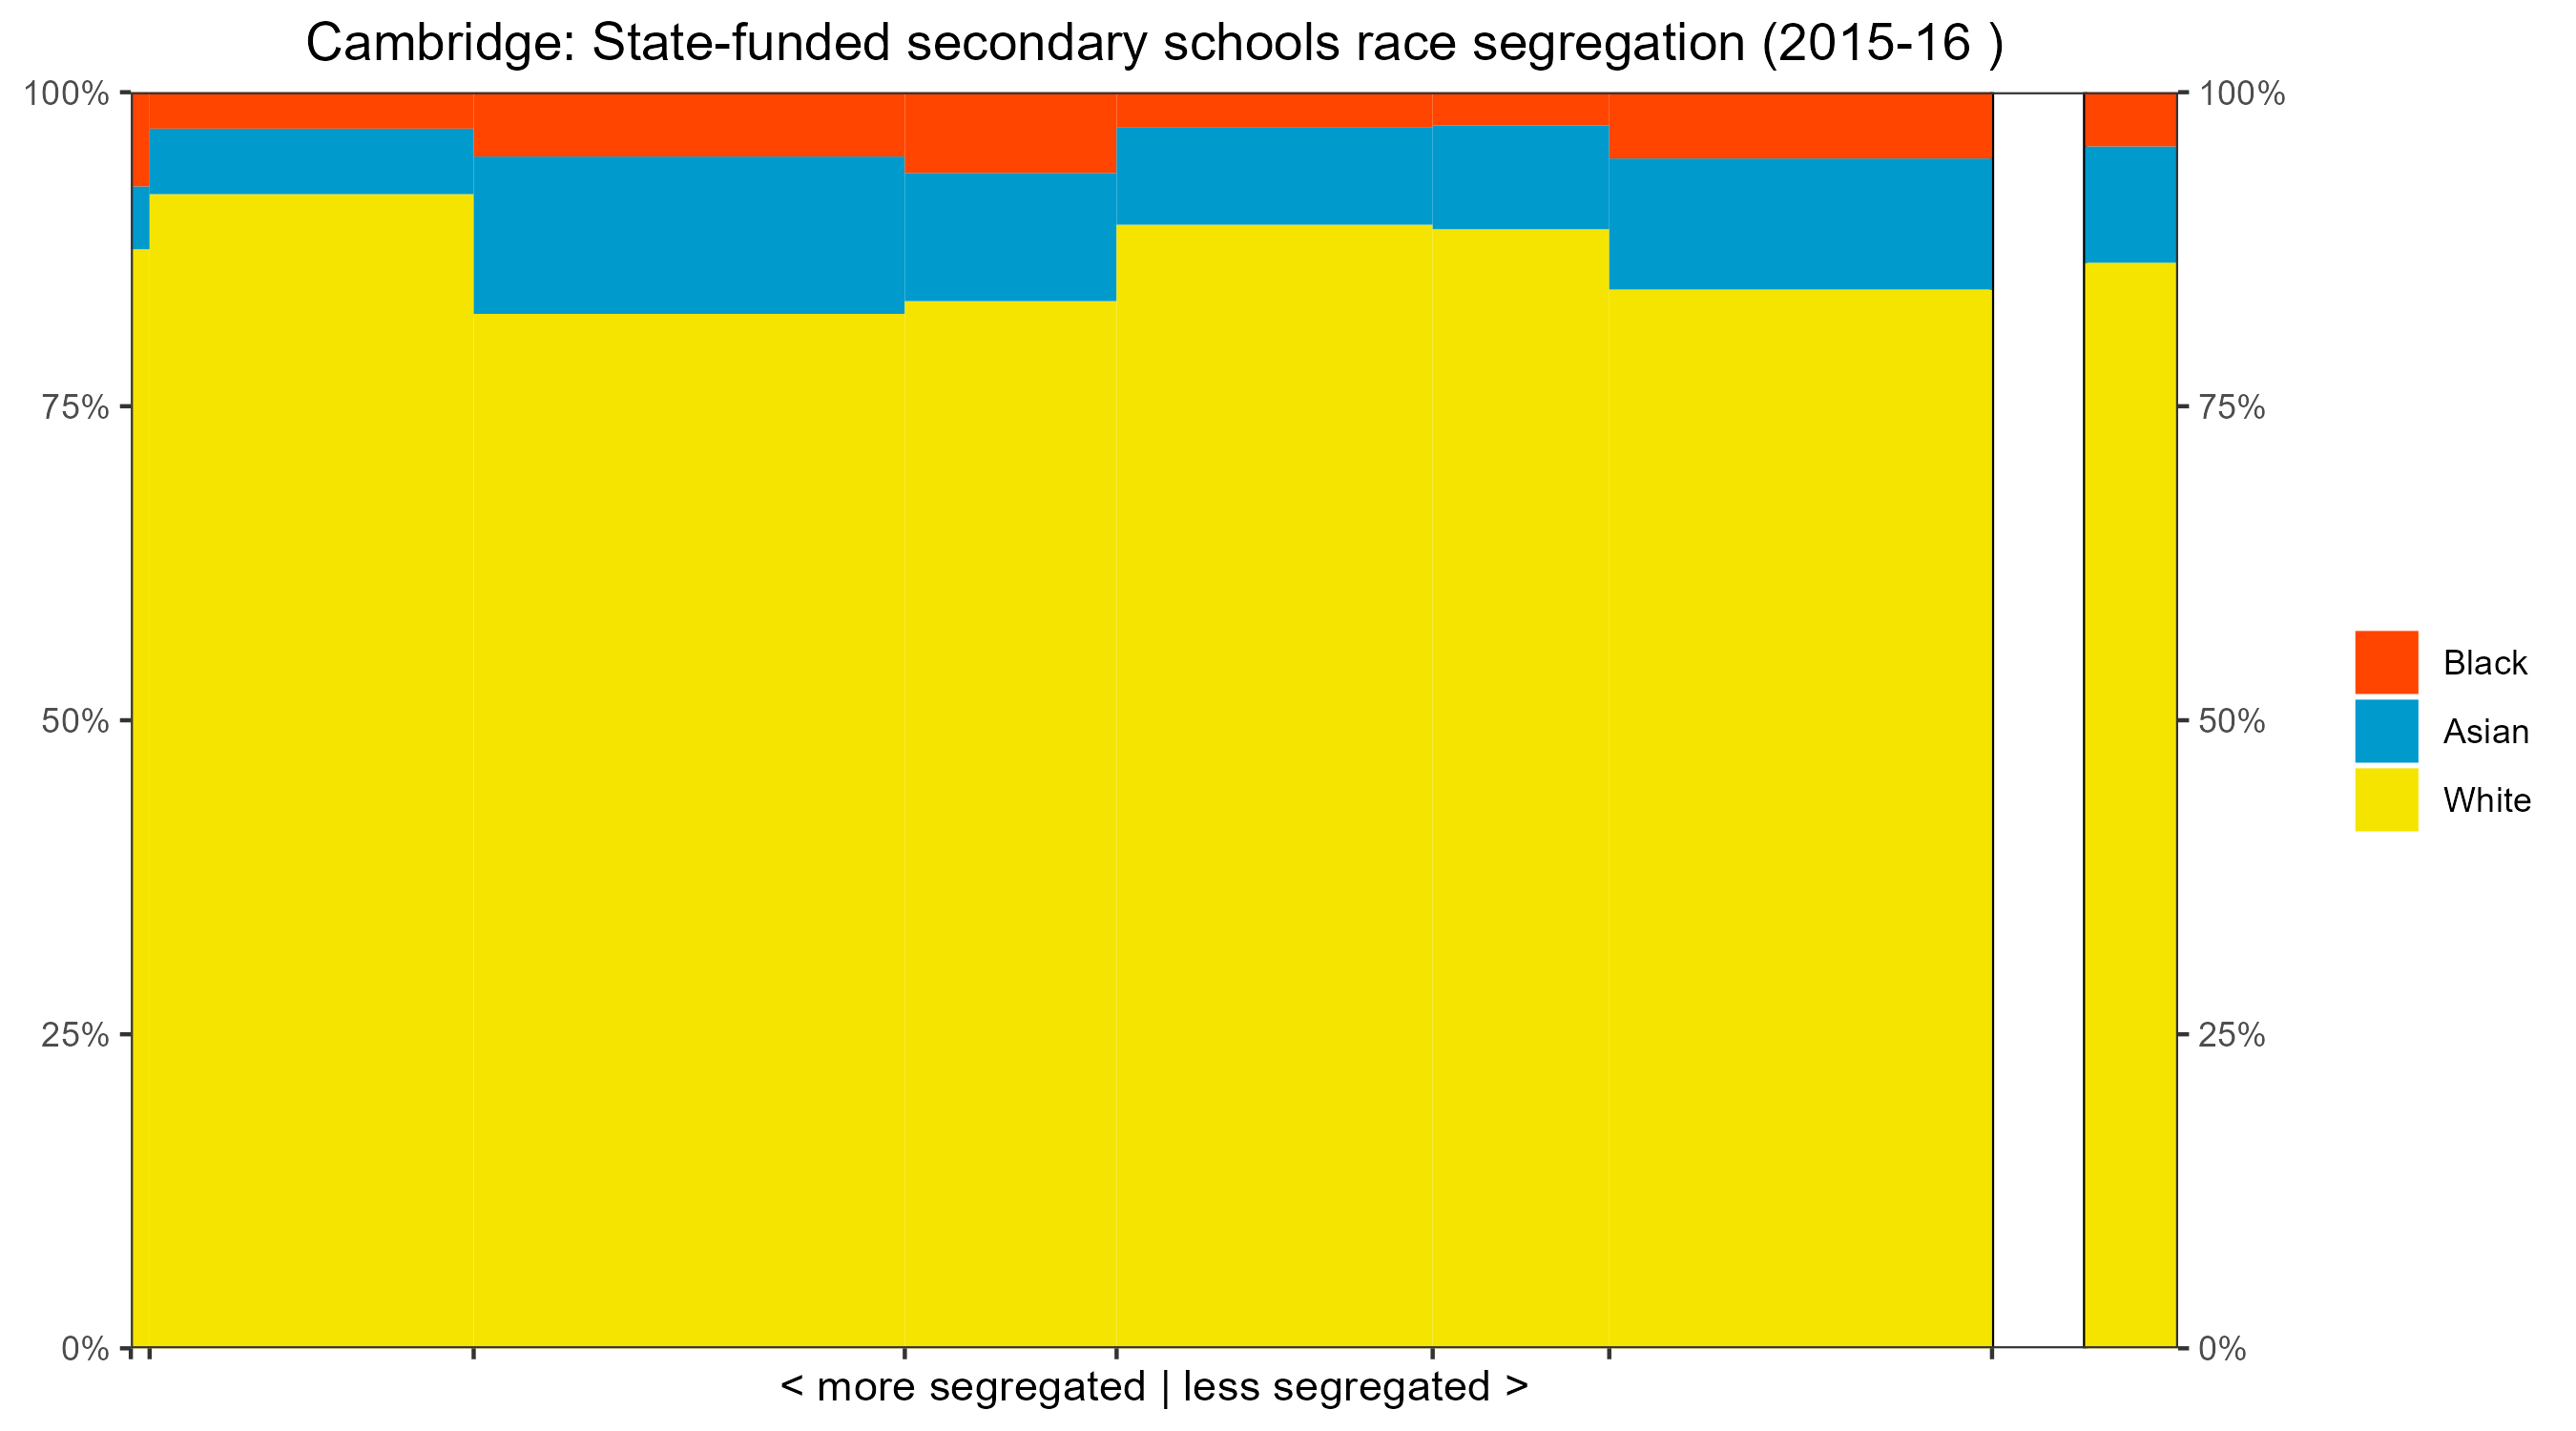 Cambridge: State-funded secondary schools race segregation (2015-16 )
100%
75%
50%
25%
0%
100%
75%
50%
25%
0%
Black
Asian
White
< more segregated | less segregated >